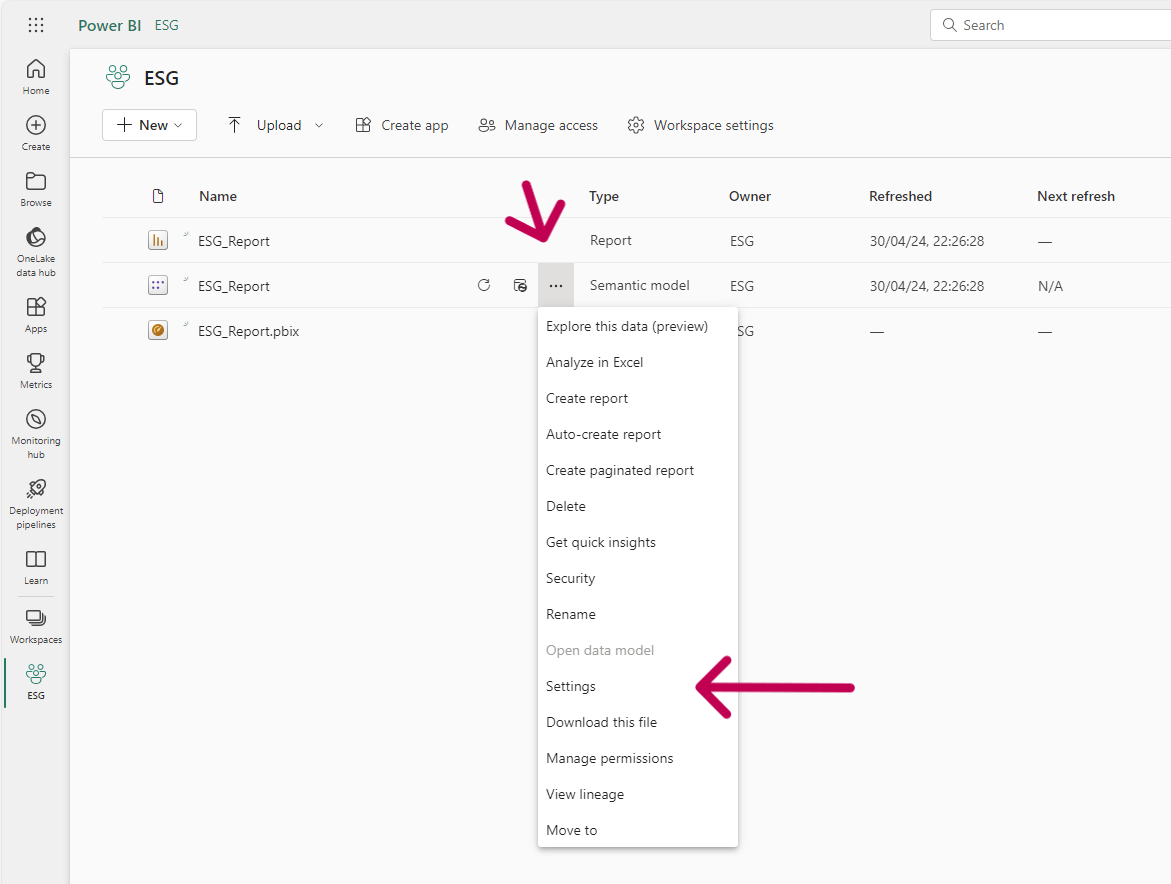 Power BI ESG
Search
Home
Create
Browse
OneLake
data hub
Apps
Metrics
Monitoring
hub
Deployment
pipelines
Learn
Workspaces
ESG
ESG
New
Upload
Create app
Manage access
Workspace settings
Name Type Owner Refreshed Next refresh
ESG_Report Report ESG 30/04/24, 22:26:28 —
ESG_Report ... Semantic model ESG 30/04/24, 22:26:28 N/A
ESG_Report.pbix SG — —
Explore this data (preview)
Analyze in Excel
Create report
Auto-create report
Create paginated report
Delete
Get quick insights
Security
Rename
Open data model
Settings
Download this file
Manage permissions
View lineage
Move to